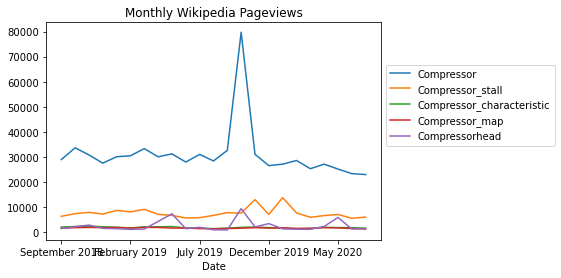 Monthly Wikipedia Pageviews
80000
70000
60000
50000
40000
30000
20000
10000
0
September 2018
February 2019
July 2019
December 2019
May 2020
Date
Compressor
Compressor_stall
Compressor_characteristic
Compressor_map
Compressorhead